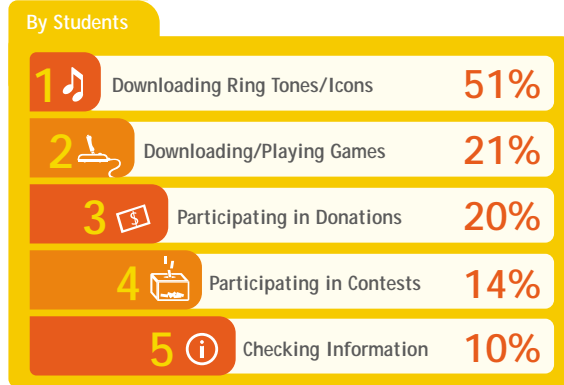 By Students
1 Downloading Ring Tones/Icons 51%
2 Downloading/Playing Games 21%
3 $ Participating in Donations 20%
4 Participating in Contests 14%
5 i Checking Information 10%